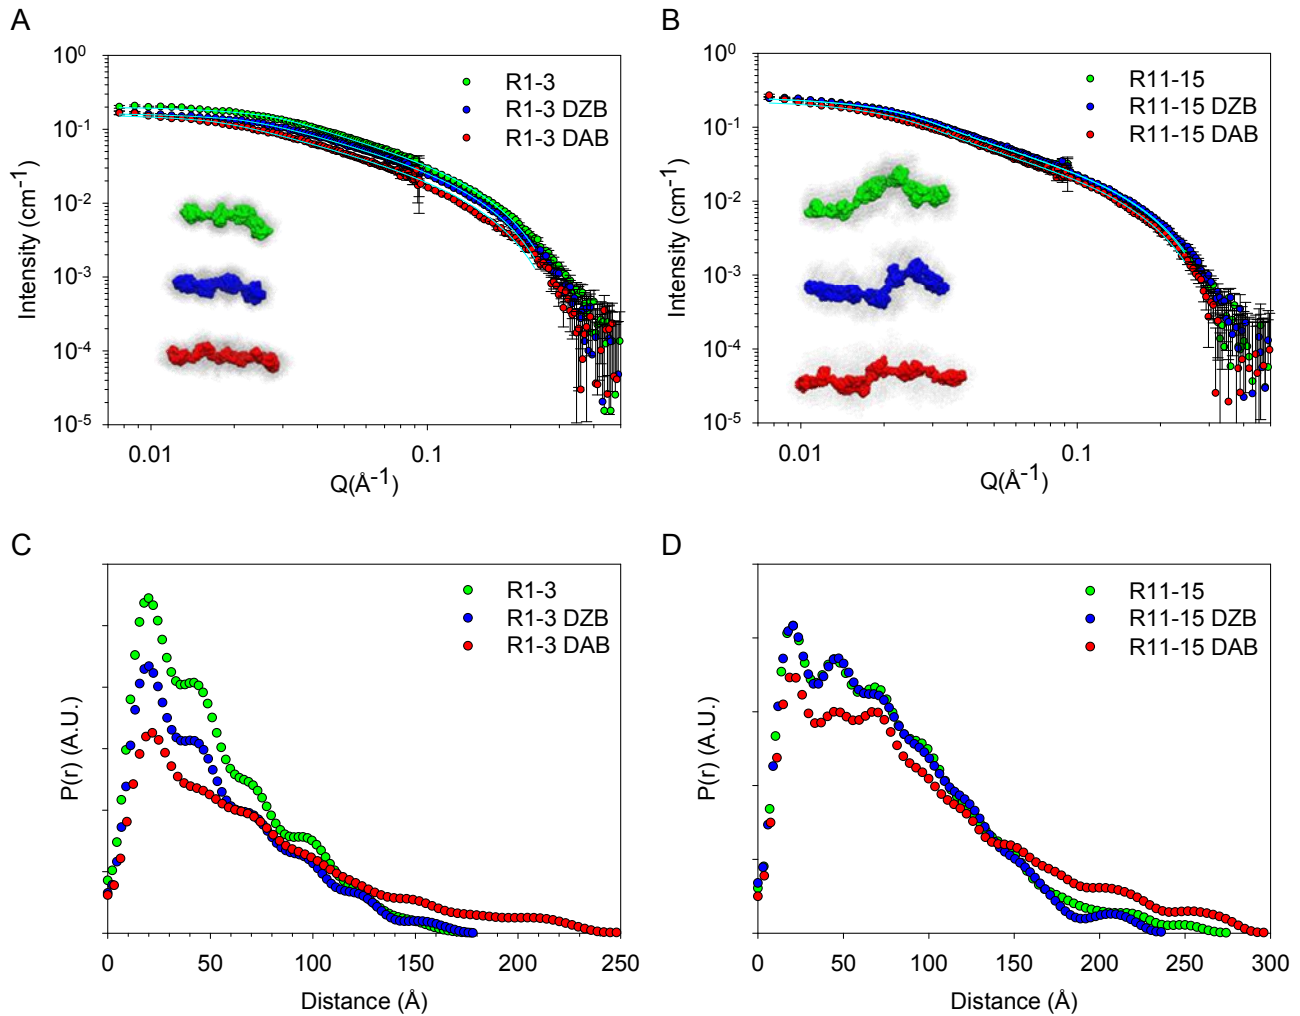 A
10⁰
10⁻¹
10⁻²
10⁻³
10⁻⁴
10⁻⁵
Intensity (cm⁻¹)
R1-3
R1-3 DZB
R1-3 DAB
0.01
0.1
Q(Å⁻¹)
B
10⁰
10⁻¹
10⁻²
10⁻³
10⁻⁴
10⁻⁵
Intensity (cm⁻¹)
R11-15
R11-15 DZB
R11-15 DAB
0.01
0.1
Q(Å⁻¹)
C
P(r) (A.U.)
R1-3
R1-3 DZB
R1-3 DAB
0
50
100
150
200
250
Distance (Å)
D
P(r) (A.U.)
R11-15
R11-15 DZB
R11-15 DAB
0
50
100
150
200
250
300
Distance (Å)